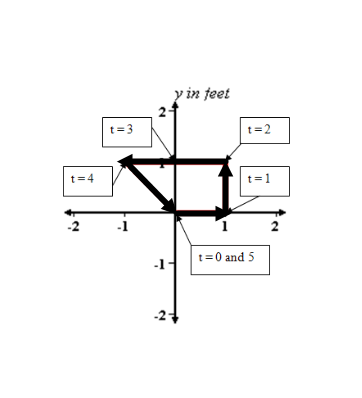 y in feet
2
t = 3
t = 2
1
t = 4
t = 1
-2
-1
1
2
t = 0 and 5
-1
-2